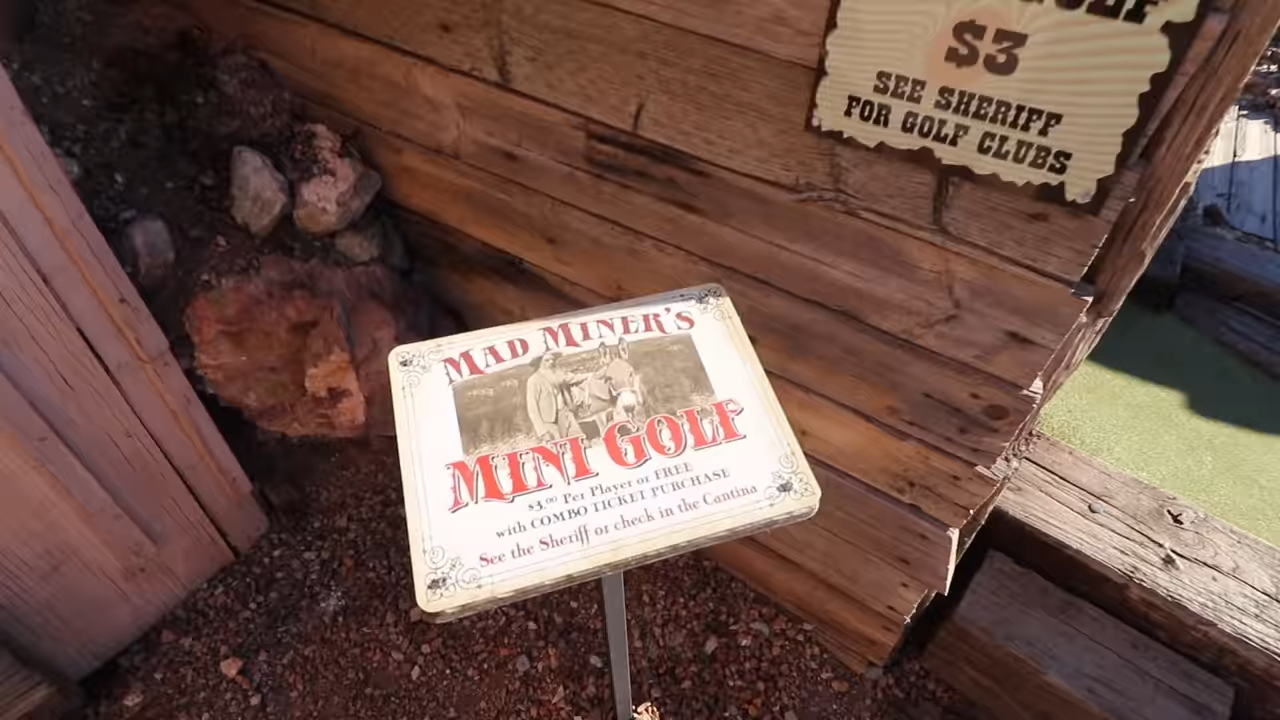 GOLF
$3
SEE SHERIFF
FOR GOLF CLUBS
MAD MINER'S
MINI GOLF
$3.00 Per Player or FREE
with COMBO TICKET PURCHASE
See the Sheriff or check in the Cantina